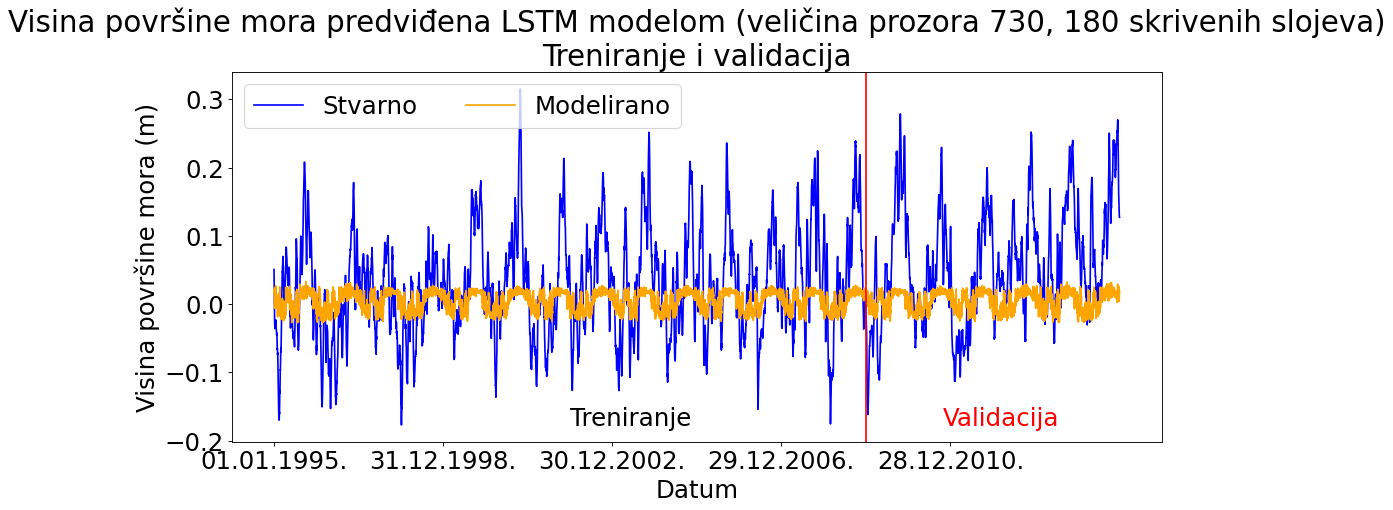 Visina površine mora predviđena LSTM modelom (veličina prozora 730, 180 skrivenih slojeva)
Treniranje i validacija
Stvarno
Modelirano
Visina površine mora (m)
0.3
0.2
0.1
0.0
−0.1
−0.2
Treniranje
Validacija
01.01.1995.
31.12.1998.
30.12.2002.
29.12.2006.
28.12.2010.
Datum